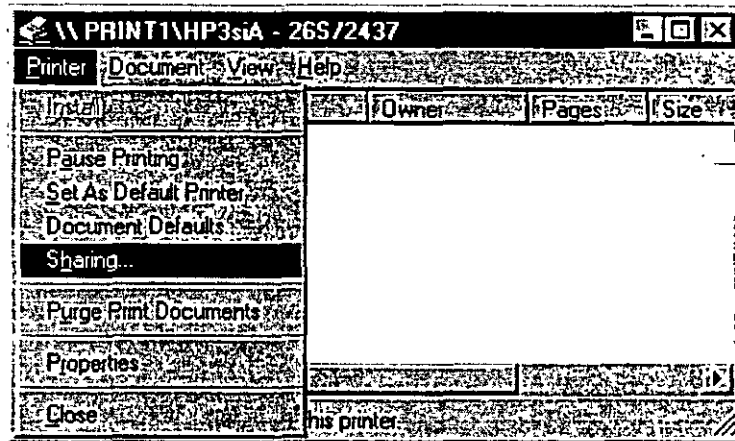 \\ PRINT1\HP3siA - 26S/2437
Printer Document View Help
Install
Owner Pages Size
Pause Printing
Set As Default Printer
Document Defaults...
Sharing...
Purge Print Documents
Properties
Close
his printer